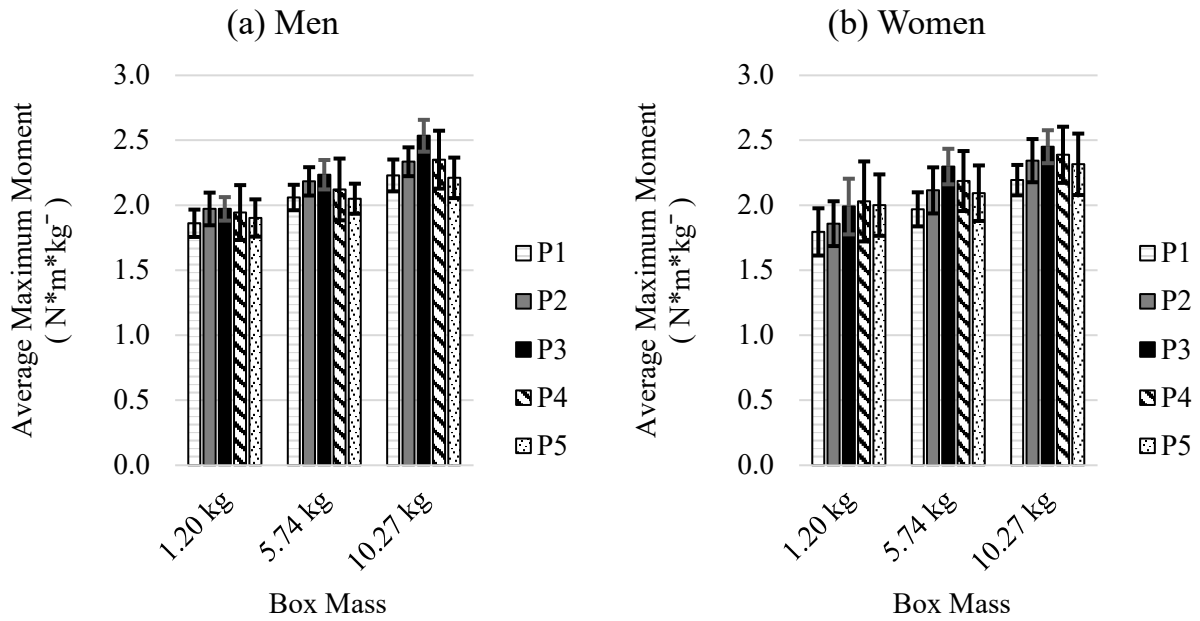 (a) Men
Average Maximum Moment
( N*m*kg⁻)
3.0
2.5
2.0
1.5
1.0
0.5
0.0
1.20 kg
5.74 kg
10.27 kg
Box Mass
P1
P2
P3
P4
P5
(b) Women
Average Maximum Moment
( N*m*kg⁻)
3.0
2.5
2.0
1.5
1.0
0.5
0.0
1.20 kg
5.74 kg
10.27 kg
Box Mass
P1
P2
P3
P4
P5